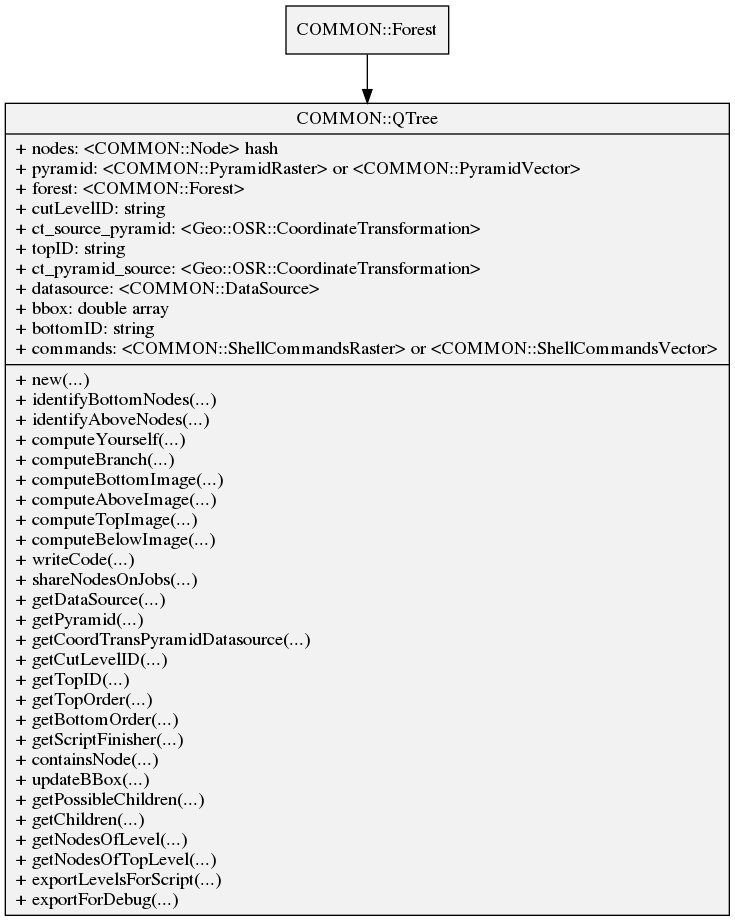 COMMON::Forest
COMMON::QTree
+ nodes: <COMMON::Node> hash
+ pyramid: <COMMON::PyramidRaster> or <COMMON::PyramidVector>
+ forest: <COMMON::Forest>
+ cutLevelID: string
+ ct_source_pyramid: <Geo::OSR::CoordinateTransformation>
+ topID: string
+ ct_pyramid_source: <Geo::OSR::CoordinateTransformation>
+ datasource: <COMMON::DataSource>
+ bbox: double array
+ bottomID: string
+ commands: <COMMON::ShellCommandsRaster> or <COMMON::ShellCommandsVector>
+ new(...)
+ identifyBottomNodes(...)
+ identifyAboveNodes(...)
+ computeYourself(...)
+ computeBranch(...)
+ computeBottomImage(...)
+ computeAboveImage(...)
+ computeTopImage(...)
+ computeBelowImage(...)
+ writeCode(...)
+ shareNodesOnJobs(...)
+ getDataSource(...)
+ getPyramid(...)
+ getCoordTransPyramidDatasource(...)
+ getCutLevelID(...)
+ getTopID(...)
+ getTopOrder(...)
+ getBottomOrder(...)
+ getScriptFinisher(...)
+ containsNode(...)
+ updateBBox(...)
+ getPossibleChildren(...)
+ getChildren(...)
+ getNodesOfLevel(...)
+ getNodesOfTopLevel(...)
+ exportLevelsForScript(...)
+ exportForDebug(...)